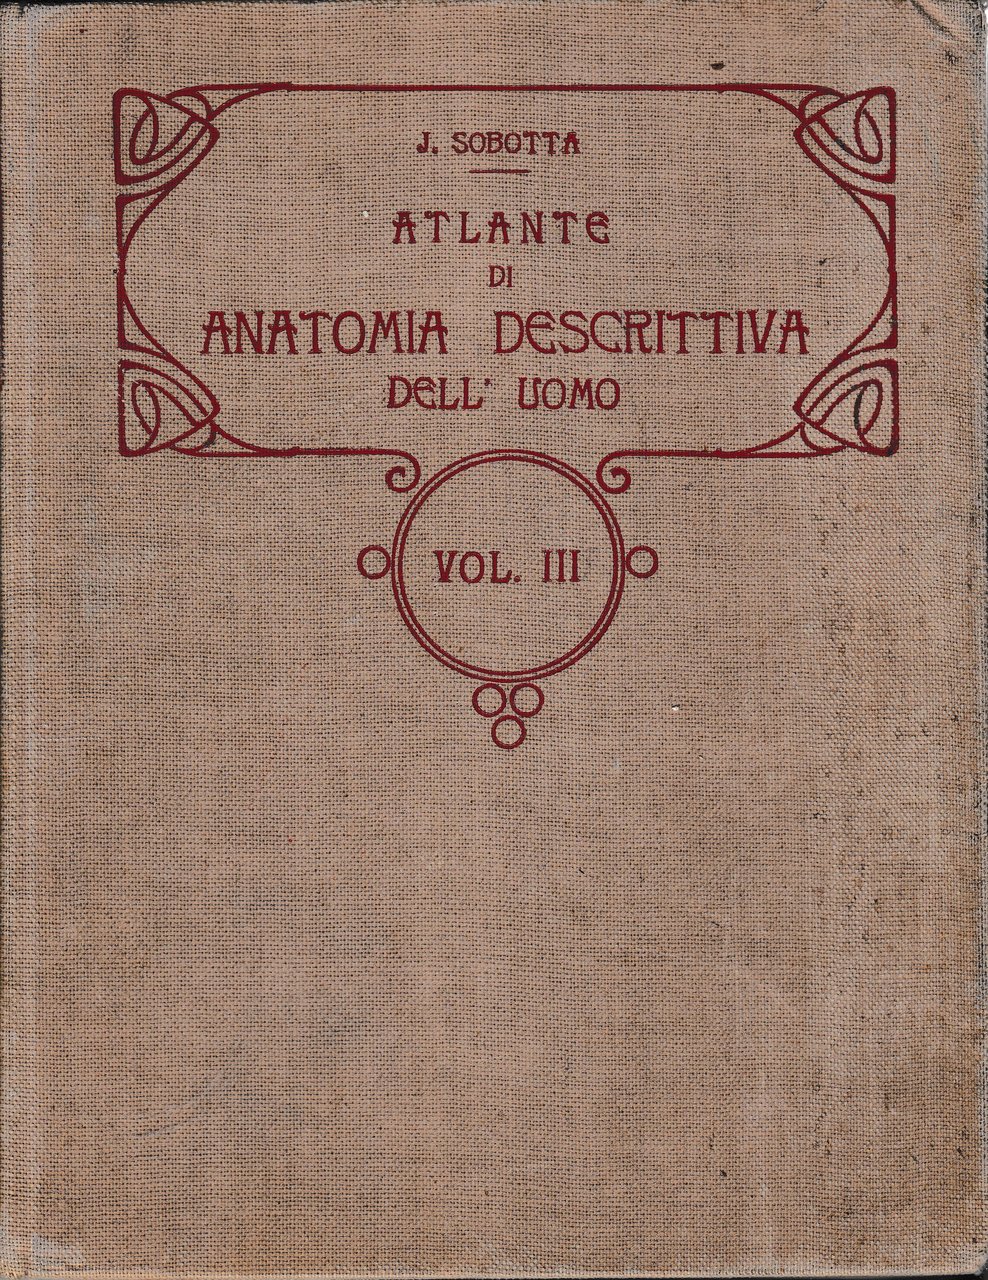 J. SOBOTTA
ATLANTE
DI
ANATOMIA DESCRITTIVA
DELL' UOMO
VOL. III